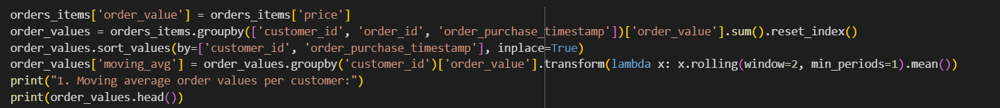 orders_items['order_value'] = orders_items['price']
order_values = orders_items.groupby(['customer_id', 'order_id', 'order_purchase_timestamp'])['order_value'].sum().reset_index()
order_values.sort_values(by=['customer_id', 'order_purchase_timestamp'], inplace=True)
order_values['moving_avg'] = order_values.groupby('customer_id')['order_value'].transform(lambda x: x.rolling(window=2, min_periods=1).mean())
print("1. Moving average order values per customer:")
print(order_values.head())